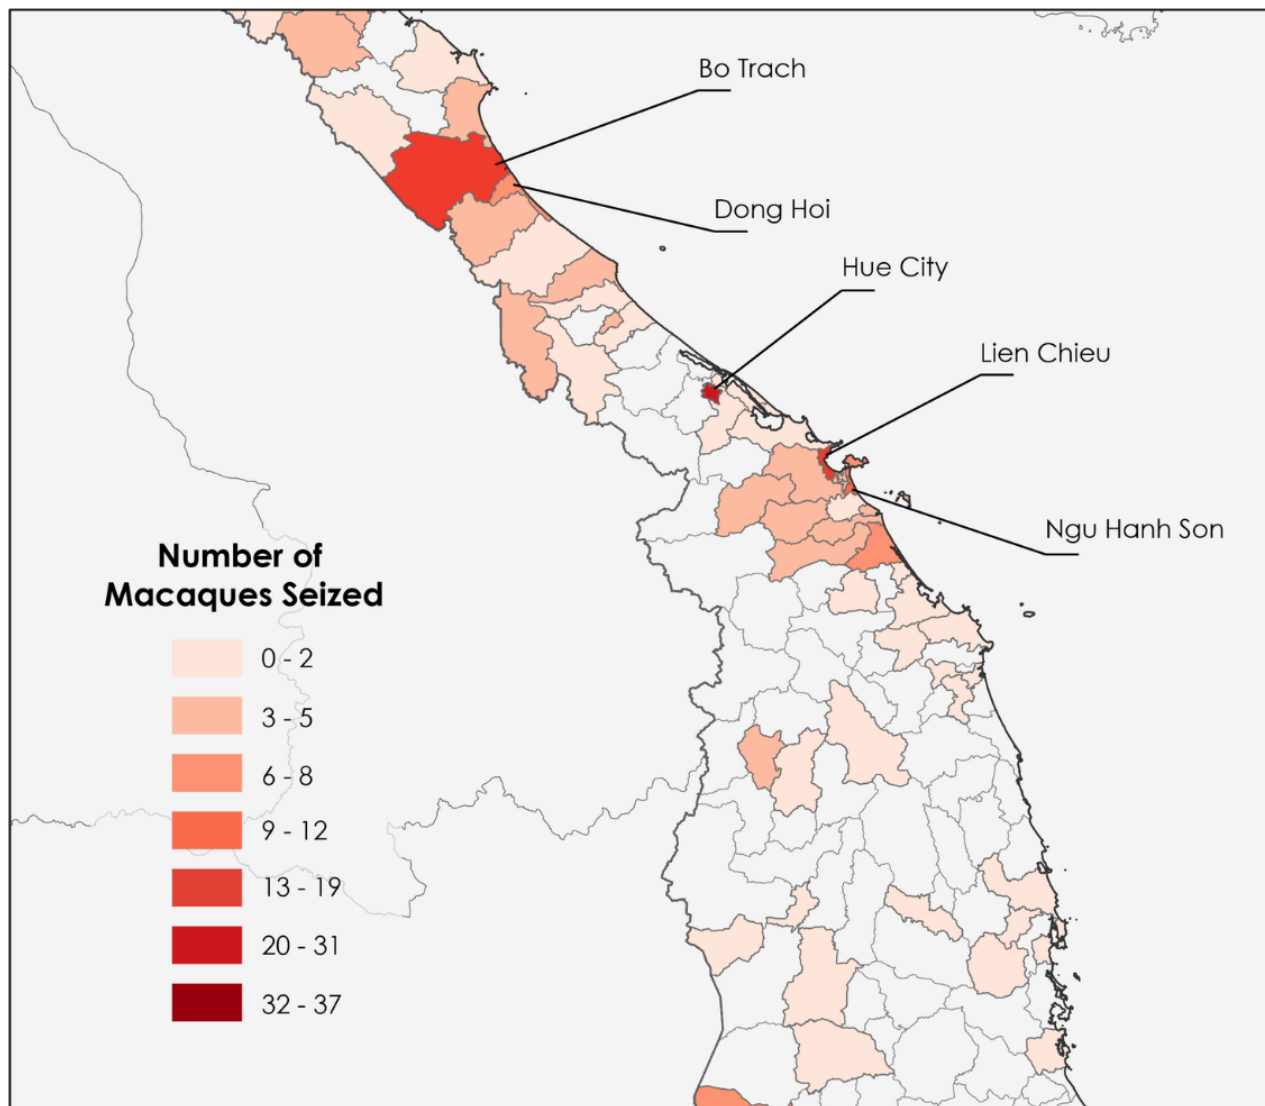 Bo Trach
Dong Hoi
Hue City
Lien Chieu
Ngu Hanh Son
Number of
Macaques Seized
0 - 2
3 - 5
6 - 8
9 - 12
13 - 19
20 - 31
32 - 37